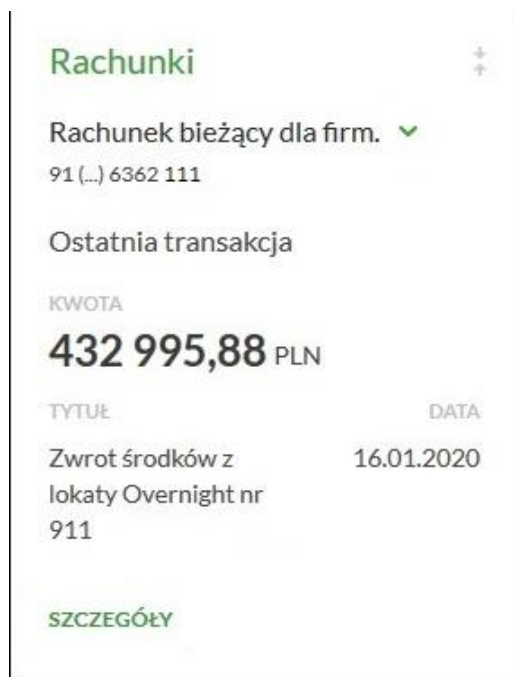 Rachunki
Rachunek bieżący dla firm.
91 (...) 6362 111
Ostatnia transakcja
KWOTA
432 995,88 PLN
TYTUŁ DATA
Zwrot środków z 16.01.2020
lokaty Overnight nr
911
SZCZEGÓŁY